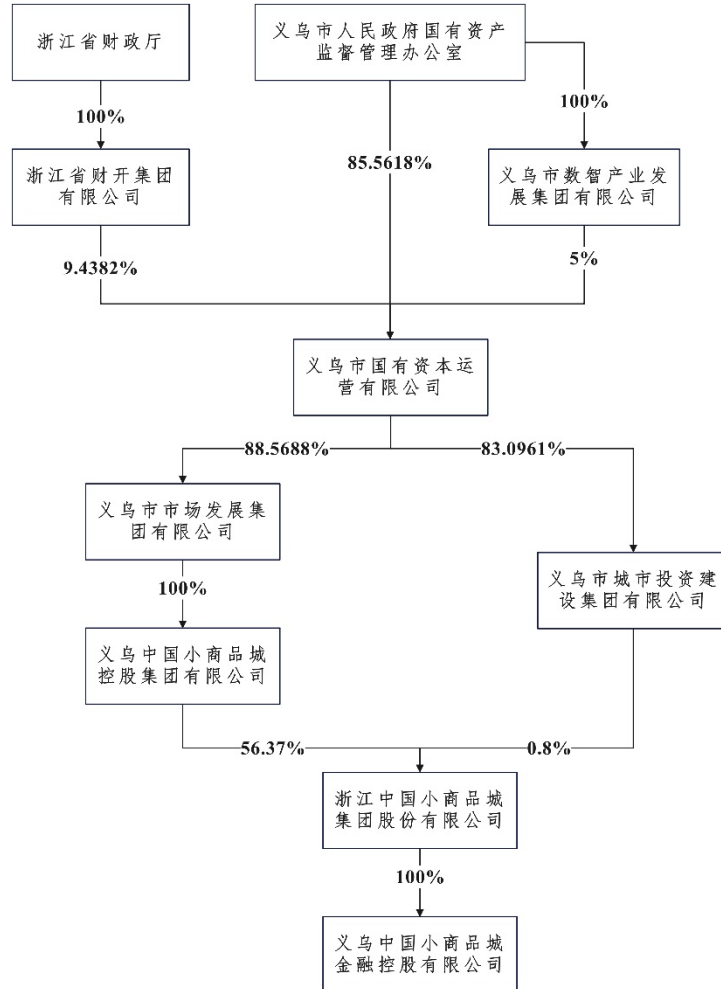 浙江省财政厅
义乌市人民政府国有资产
监督管理办公室
100%
100%
85.5618%
浙江省财开集团
有限公司
义乌市数智产业发
展集团有限公司
9.4382%
5%
义乌市国有资本运
营有限公司
88.5688%
83.0961%
义乌市市场发展集
团有限公司
义乌市城市投资建
设集团有限公司
100%
义乌中国小商品城
控股集团有限公司
56.37%
0.8%
浙江中国小商品城
集团股份有限公司
100%
义乌中国小商品城
金融控股有限公司